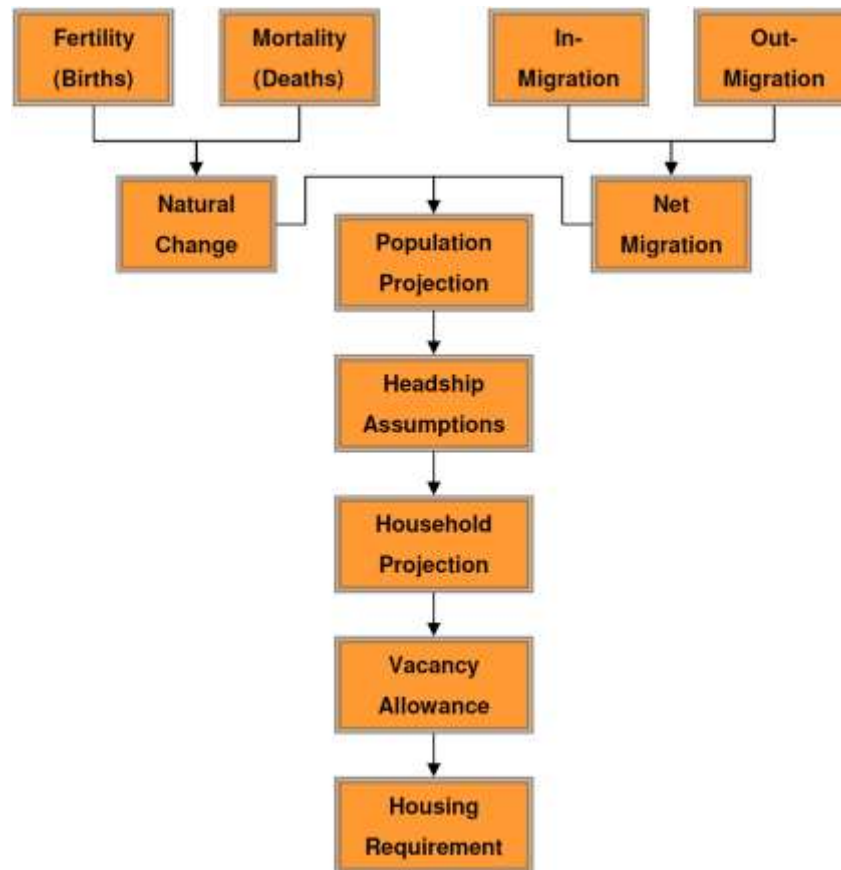 Fertility
(Births)
Mortality
(Deaths)
In-
Migration
Out-
Migration
Natural
Change
Net
Migration
Population
Projection
Headship
Assumptions
Household
Projection
Vacancy
Allowance
Housing
Requirement